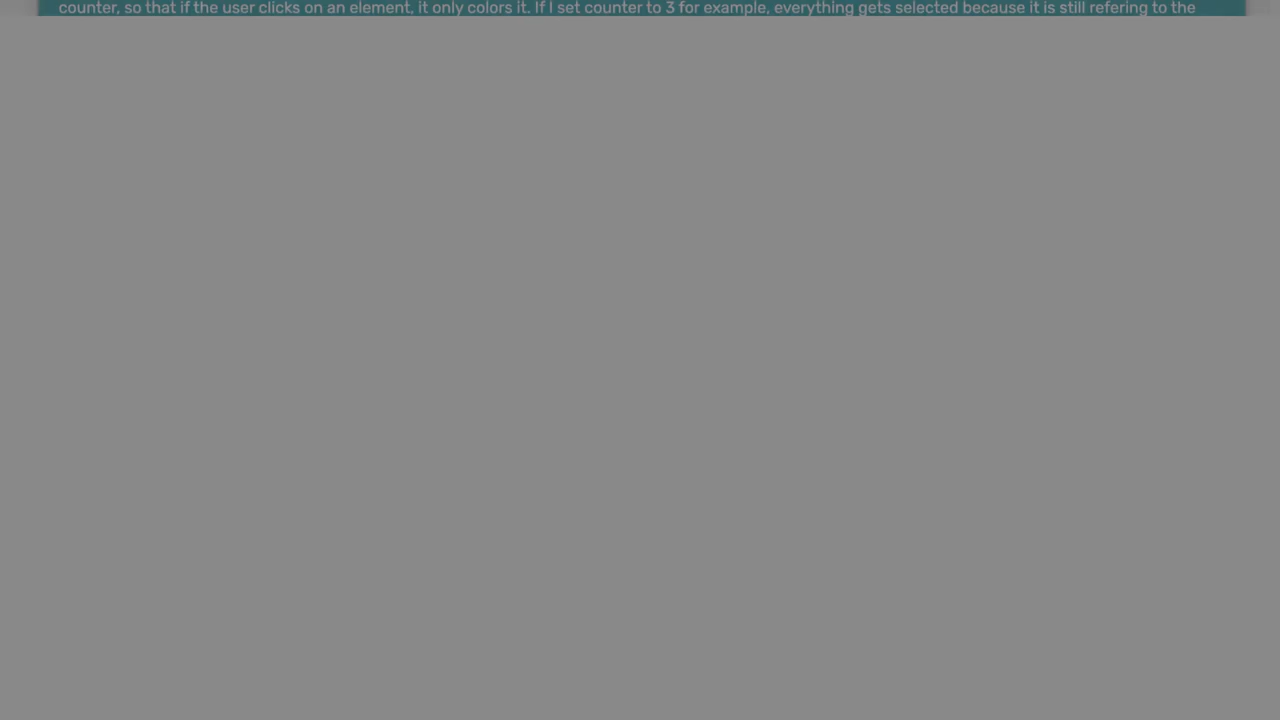 counter, so that if the user clicks on an element, it only colors it. If I set counter to 3 for example, everything gets selected because it is still refering to the